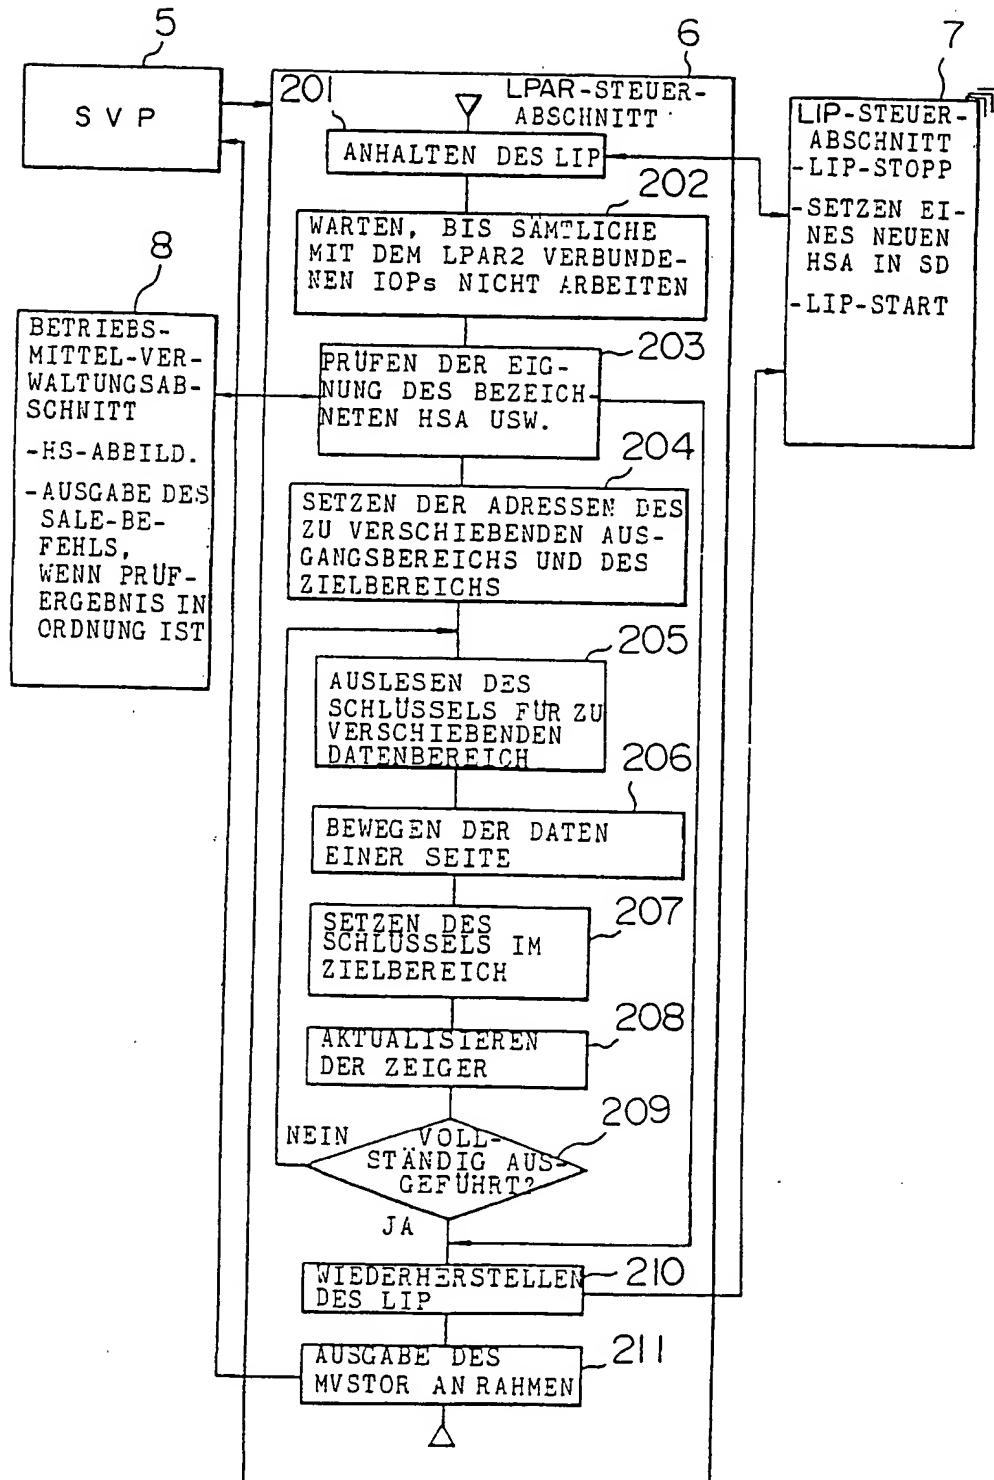 5
SVP
6
LPAR-STEUER-
ABSCHNITT
201
ANHALTEN DES LIP
7
LIP-STEUER-
ABSCHNITT
-LIP-STOPP
-SETZEN EI-
NES NEUEN
HSA IN SD
-LIP-START
202
WARTEN, BIS SÄMTLICHE
MIT DEM LPAR2 VERBUNDE-
NEN IOPs NICHT ARBEITEN
8
BETRIEBS-
MITTEL-VER-
WALTUNGSAB-
SCHNITT
-HS-ABBILD.
-AUSGABE DES
SALE-BE-
FEHLS,
WENN PRÜF-
ERGEBNIS IN
ORDNUNG IST
203
PRÜFEN DER EIG-
NUNG DES BEZEICH-
NETEN HSA USW.
204
SETZEN DER ADRESSEN DES
ZU VERSCHIEBENDEN AUS-
GANGSBEREICHS UND DES
ZIELBEREICHS
205
AUSLESEN DES
SCHLÜSSELS FÜR ZU
VERSCHIEBENDEN
DATENBEREICH
206
BEWEGEN DER DATEN
EINER SEITE
207
SETZEN DES
SCHLÜSSELS IM
ZIELBEREICH
208
AKTUALISIEREN
DER ZEIGER
209
NEIN
VOLL-
STÄNDIG AUS-
GEFÜHRT?
JA
210
WIEDERHERSTELLEN
DES LIP
211
AUSGABE DES
MVSTOR AN RAHMEN